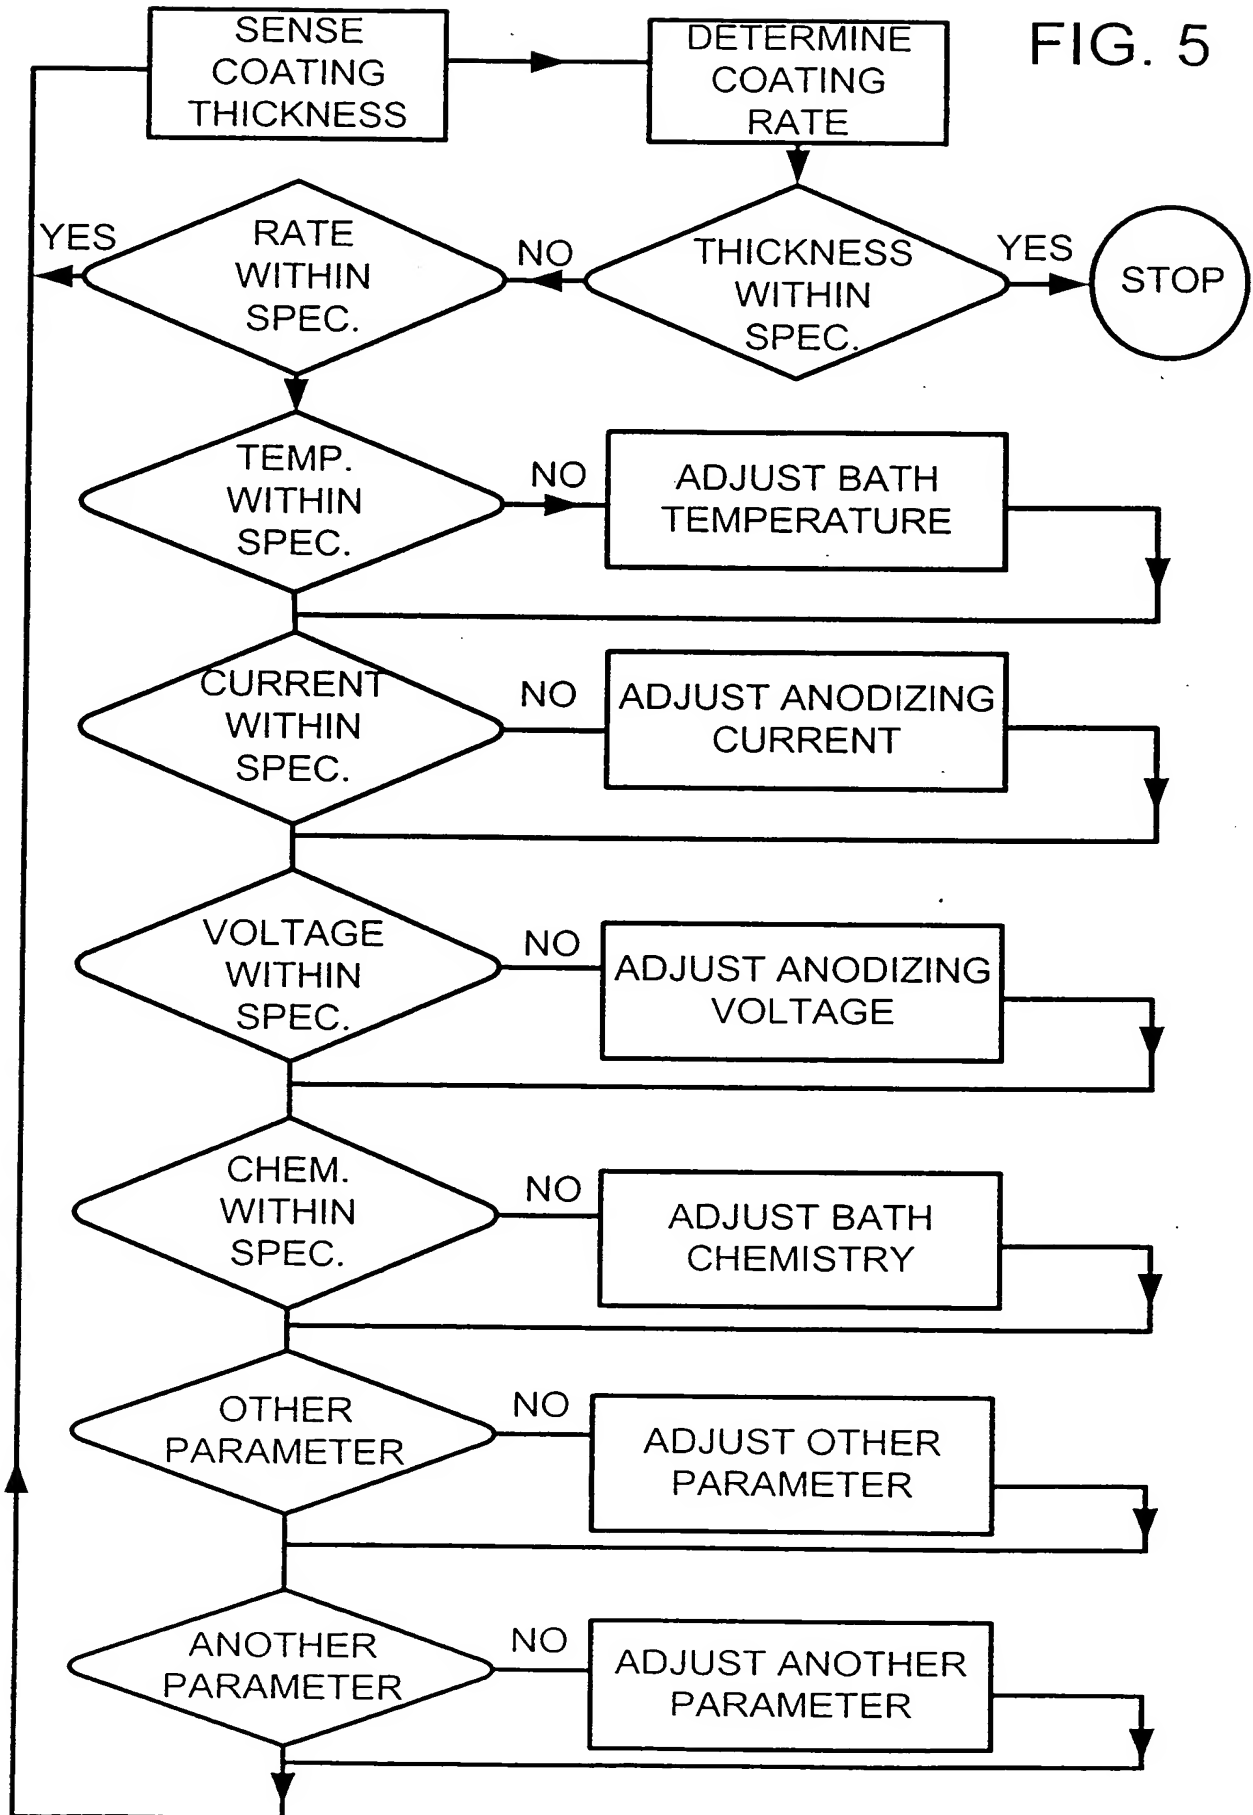 SENSE
COATING
THICKNESS
DETERMINE
COATING
RATE
FIG. 5
YES
RATE
WITHIN
SPEC.
NO
THICKNESS
WITHIN
SPEC.
YES
STOP
TEMP.
WITHIN
SPEC.
NO
ADJUST BATH
TEMPERATURE
CURRENT
WITHIN
SPEC.
NO
ADJUST ANODIZING
CURRENT
VOLTAGE
WITHIN
SPEC.
NO
ADJUST ANODIZING
VOLTAGE
CHEM.
WITHIN
SPEC.
NO
ADJUST BATH
CHEMISTRY
OTHER
PARAMETER
NO
ADJUST OTHER
PARAMETER
ANOTHER
PARAMETER
NO
ADJUST ANOTHER
PARAMETER